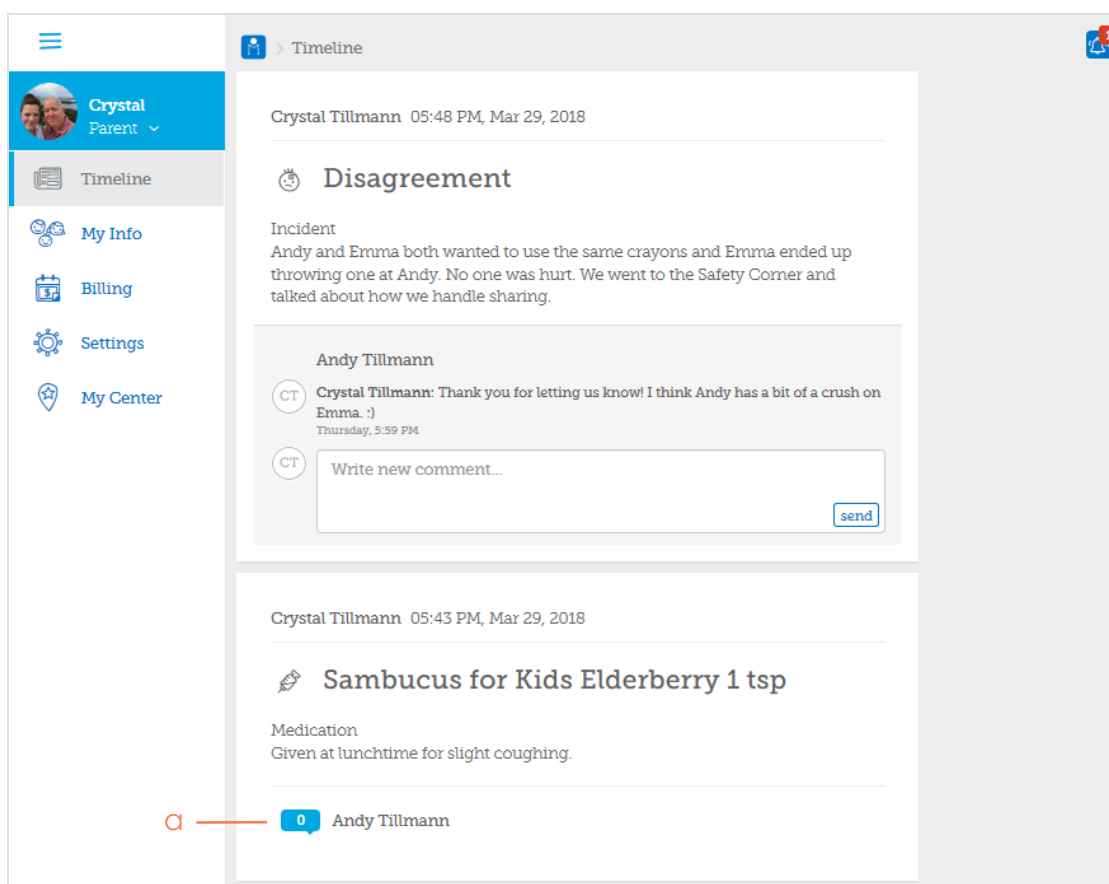 Timeline
1
Crystal
Parent
Timeline
My Info
Billing
Settings
My Center
Crystal Tillmann 05:48 PM, Mar 29, 2018
Disagreement
Incident
Andy and Emma both wanted to use the same crayons and Emma ended up
throwing one at Andy. No one was hurt. We went to the Safety Corner and
talked about how we handle sharing.
Andy Tillmann
CT
Crystal Tillmann: Thank you for letting us know! I think Andy has a bit of a crush on
Emma. :)
Thursday, 5:59 PM
CT
Write new comment...
send
Crystal Tillmann 05:43 PM, Mar 29, 2018
Sambucus for Kids Elderberry 1 tsp
Medication
Given at lunchtime for slight coughing.
a
0 Andy Tillmann